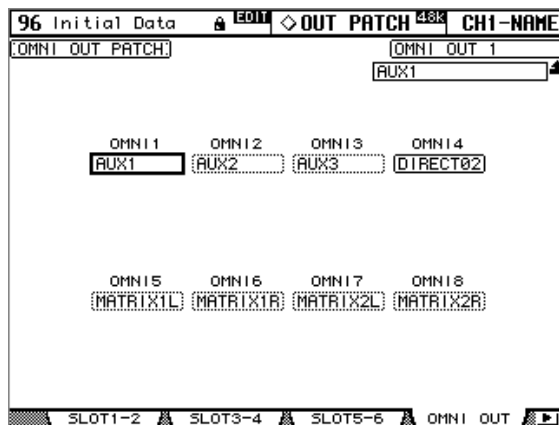 96 Initial Data EDIT ◇OUT PATCH 48k CH1-NAME
OMNI OUT PATCH OMNI OUT 1
AUX1
OMNI1 OMNI2 OMNI3 OMNI4
AUX1 AUX2 AUX3 DIRECTO2
OMNI5 OMNI6 OMNI7 OMNI8
MATRIX1L MATRIX1R MATRIX2L MATRIX2R
SLOT1-2 SLOT3-4 SLOT5-6 OMNI OUT